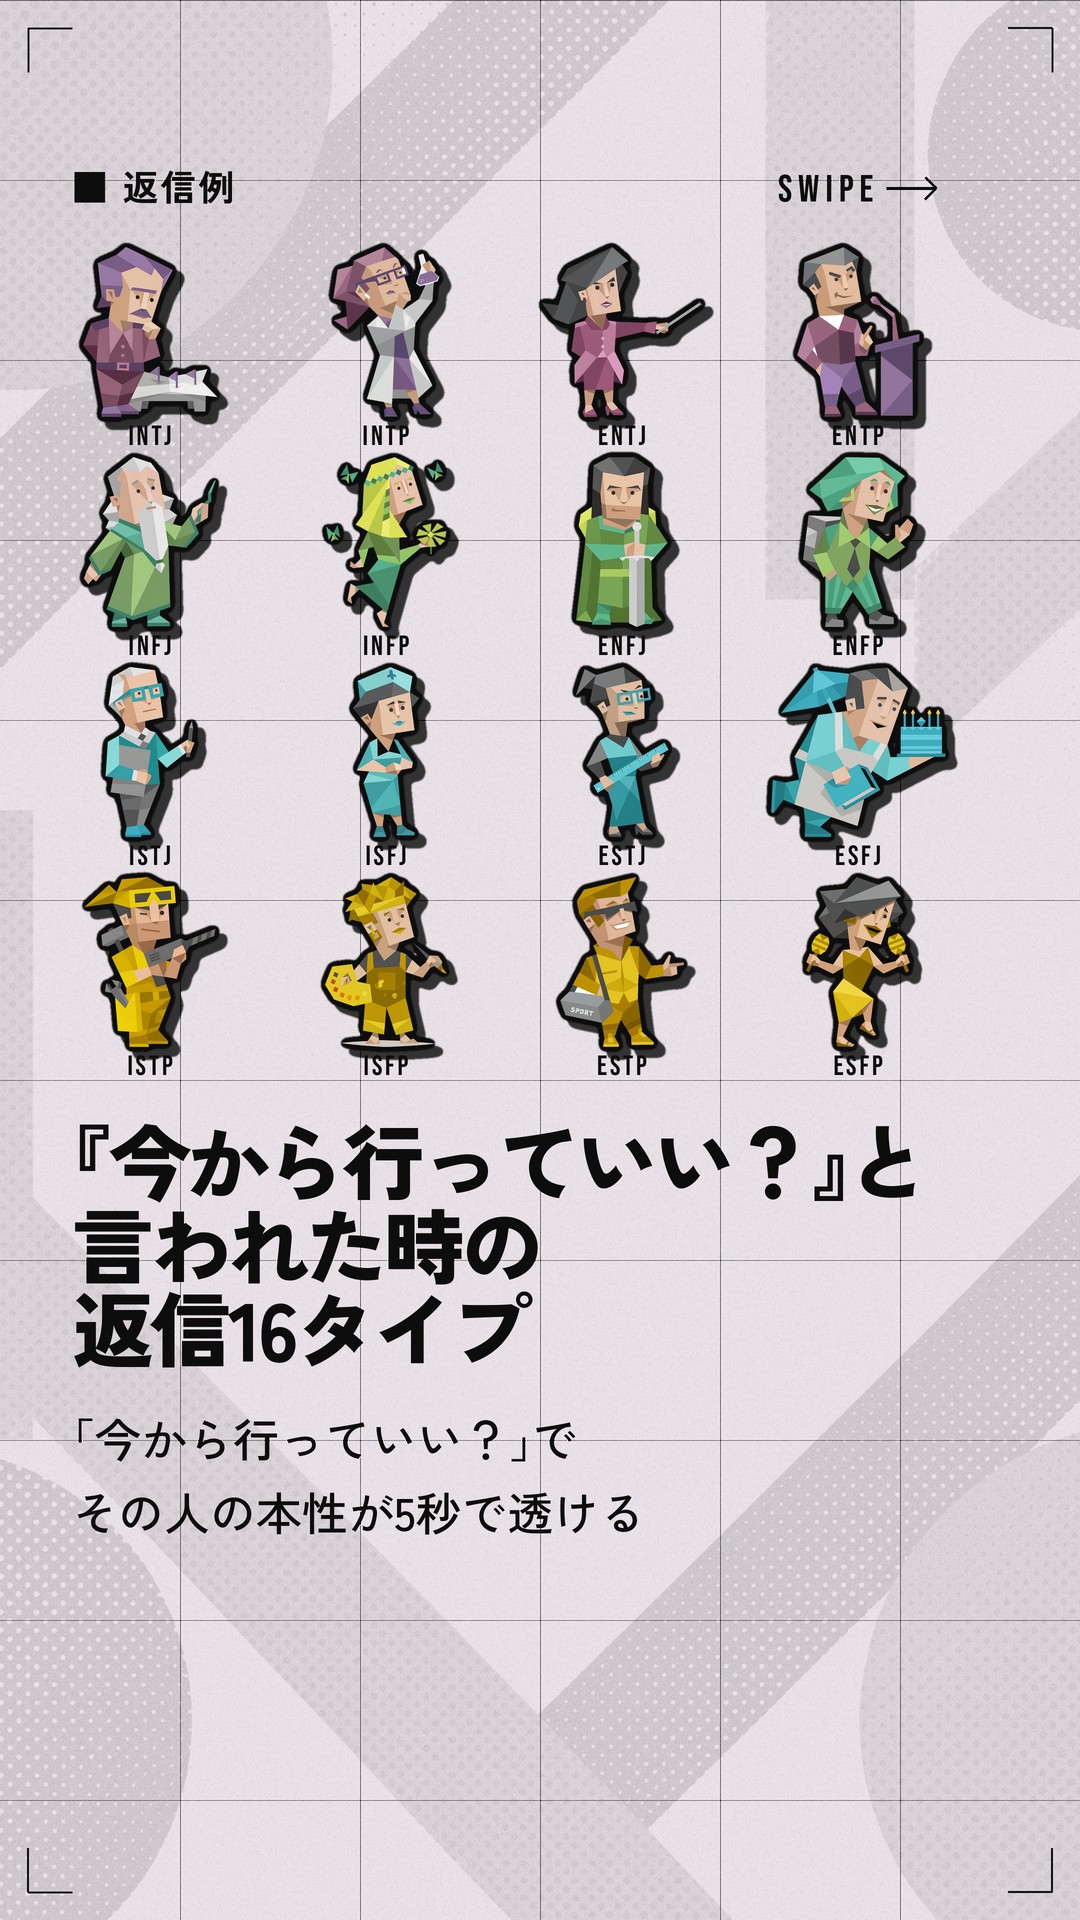 ■ 返信例
SWIPE →
INTJ INTP ENTJ ENTP
INFJ INFP ENFJ ENFP
ISTJ ISFJ ESTJ ESFJ
SPORT
ISTP ISFP ESTP ESFP
『今から行っていい？』と
言われた時の
返信16タイプ
「今から行っていい？」で
その人の本性が5秒で透ける